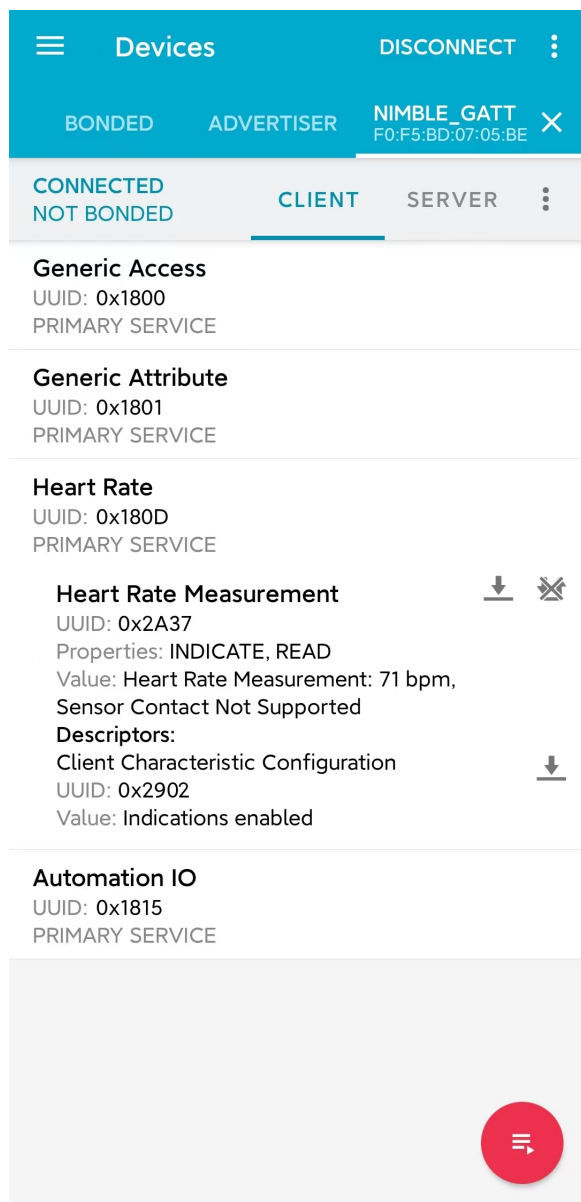 Devices
DISCONNECT
BONDED
ADVERTISER
NIMBLE_GATT
F0:F5:BD:07:05:BE
CONNECTED
NOT BONDED
CLIENT
SERVER
Generic Access
UUID: 0x1800
PRIMARY SERVICE
Generic Attribute
UUID: 0x1801
PRIMARY SERVICE
Heart Rate
UUID: 0x180D
PRIMARY SERVICE
Heart Rate Measurement
UUID: 0x2A37
Properties: INDICATE, READ
Value: Heart Rate Measurement: 71 bpm,
Sensor Contact Not Supported
Descriptors:
Client Characteristic Configuration
UUID: 0x2902
Value: Indications enabled
Automation IO
UUID: 0x1815
PRIMARY SERVICE